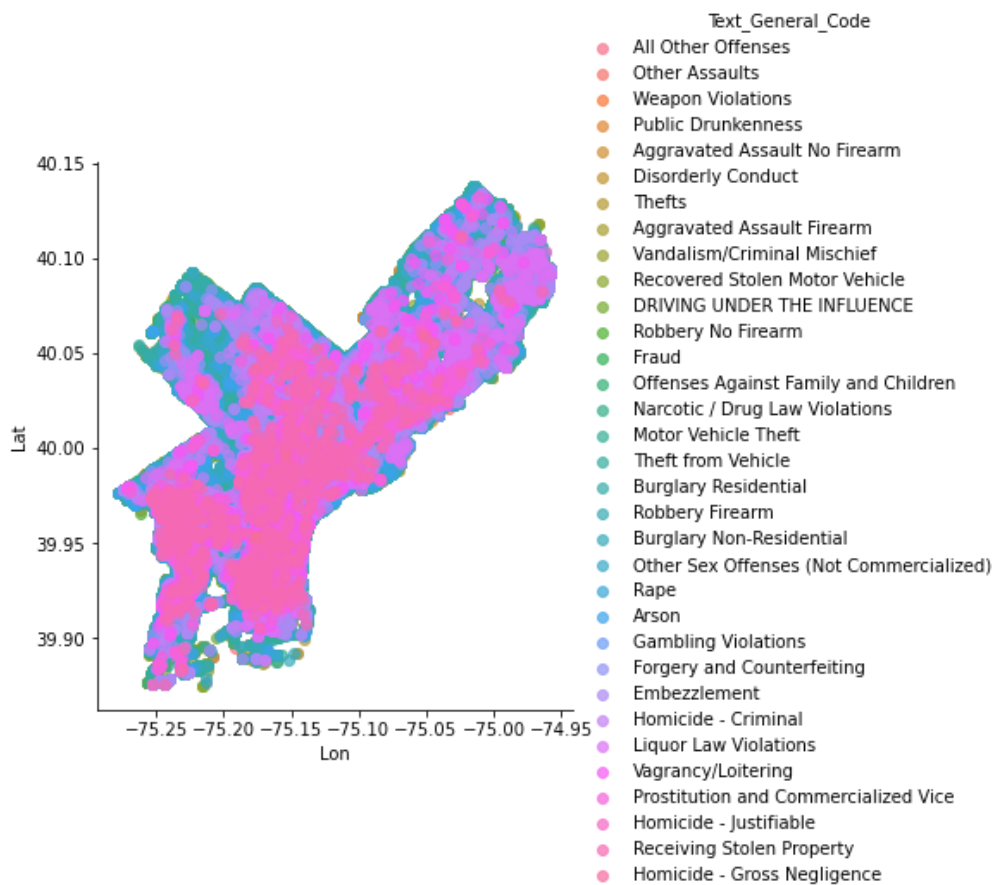 Text_General_Code
All Other Offenses
Other Assaults
Weapon Violations
Public Drunkenness
Aggravated Assault No Firearm
Disorderly Conduct
Thefts
Aggravated Assault Firearm
Vandalism/Criminal Mischief
Recovered Stolen Motor Vehicle
DRIVING UNDER THE INFLUENCE
Robbery No Firearm
Fraud
Offenses Against Family and Children
Narcotic / Drug Law Violations
Motor Vehicle Theft
Theft from Vehicle
Burglary Residential
Robbery Firearm
Burglary Non-Residential
Other Sex Offenses (Not Commercialized)
Rape
Arson
Gambling Violations
Forgery and Counterfeiting
Embezzlement
Homicide - Criminal
Liquor Law Violations
Vagrancy/Loitering
Prostitution and Commercialized Vice
Homicide - Justifiable
Receiving Stolen Property
Homicide - Gross Negligence
40.15
40.10
40.05
40.00
39.95
39.90
Lat
−75.25 −75.20 −75.15 −75.10 −75.05 −75.00 −74.95
Lon